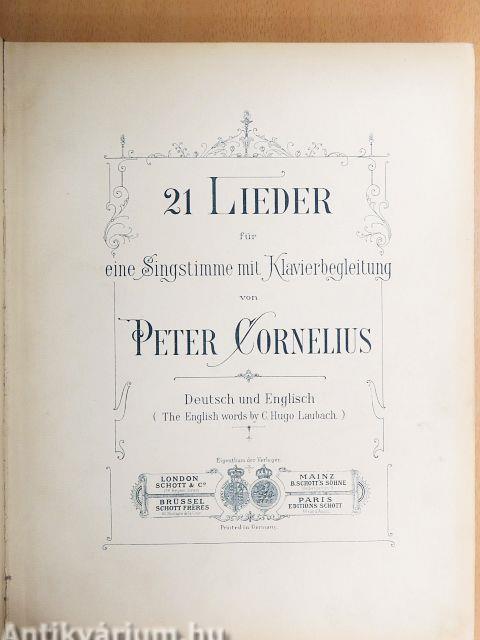 21 LIEDER
für
eine Singstimme mit Klavierbegleitung
von
PETER CORNELIUS
Deutsch und Englisch
( The English words by C. Hugo Laubach. )
Eigenthum der Verleger.
LONDON
SCHOTT & Cº
BRÜSSEL
SCHOTT FRÈRES
MAINZ
B. SCHOTT'S SÖHNE
PARIS
EDITIONS SCHOTT
Printed in Germany.
Antikvárium.hu